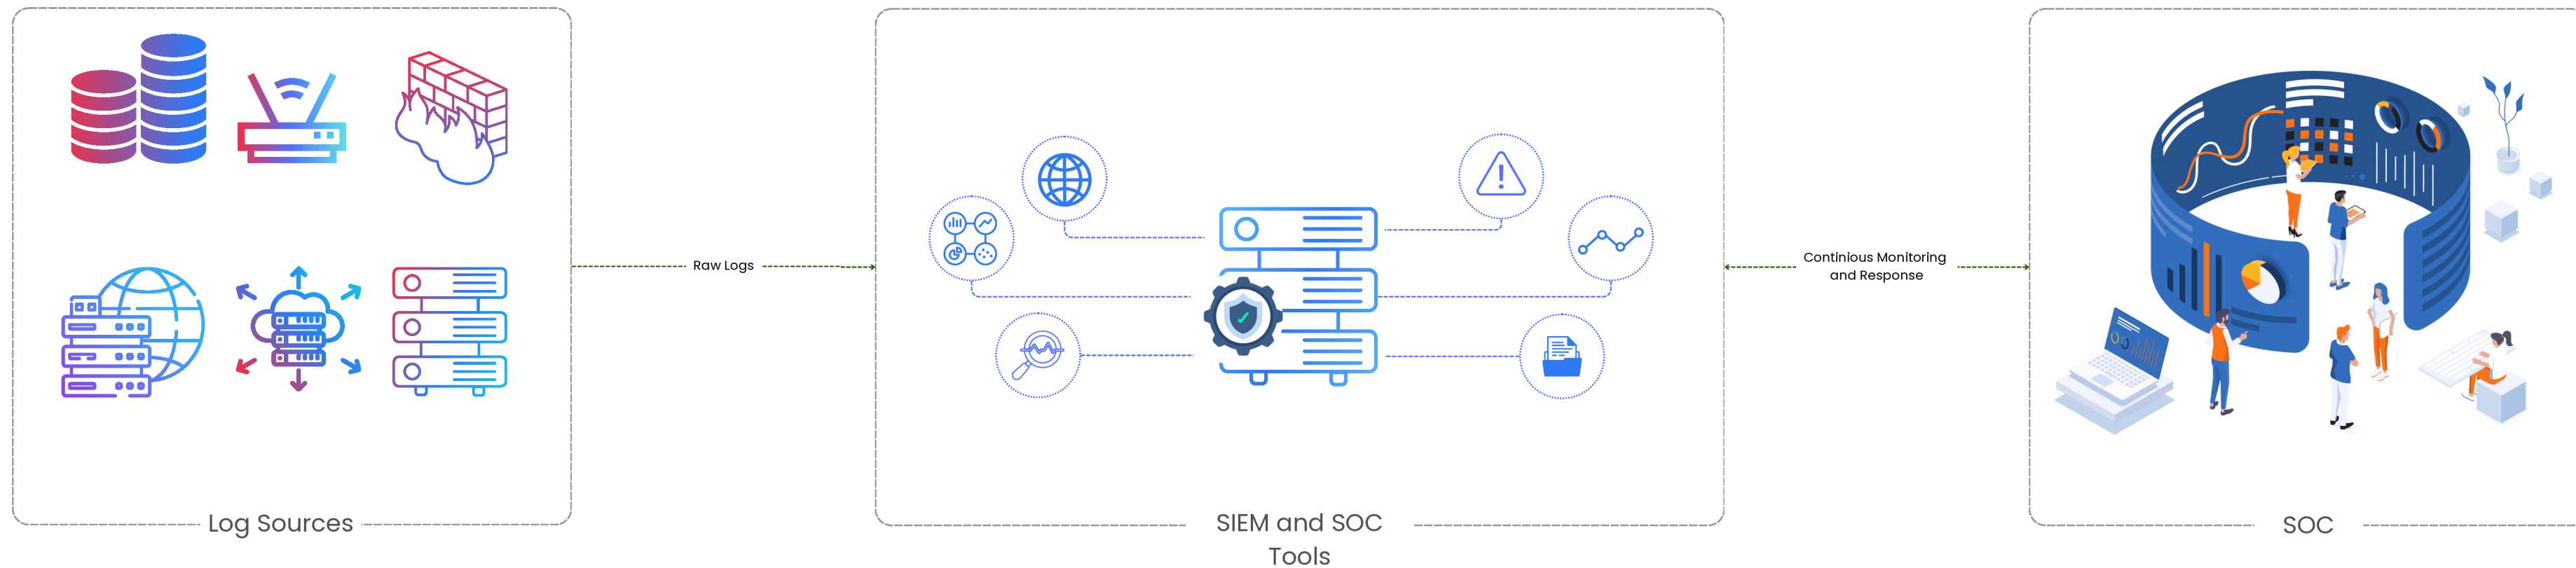 Raw Logs
Continious Monitoring
and Response
Log Sources
SIEM and SOC
Tools
SOC